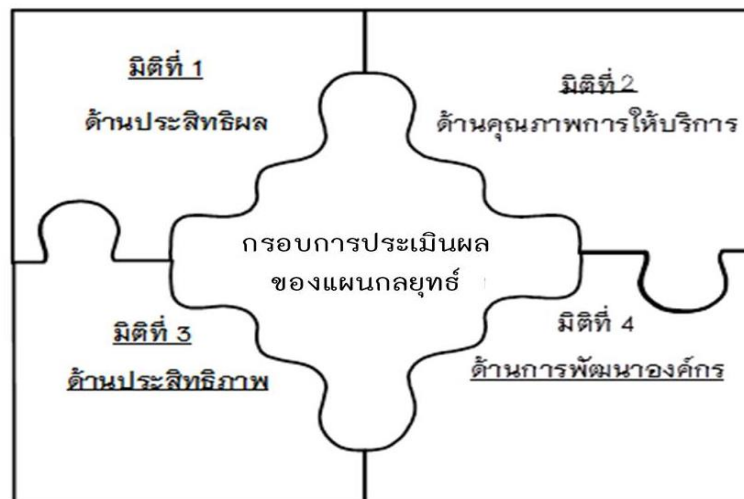 มิติที่ 1
ด้านประสิทธิผล
มิติที่ 2
ด้านคุณภาพการให้บริการ
กรอบการประเมินผล
ของแผนกลยุทธ์
มิติที่ 3
ด้านประสิทธิภาพ
มิติที่ 4
ด้านการพัฒนาองค์กร